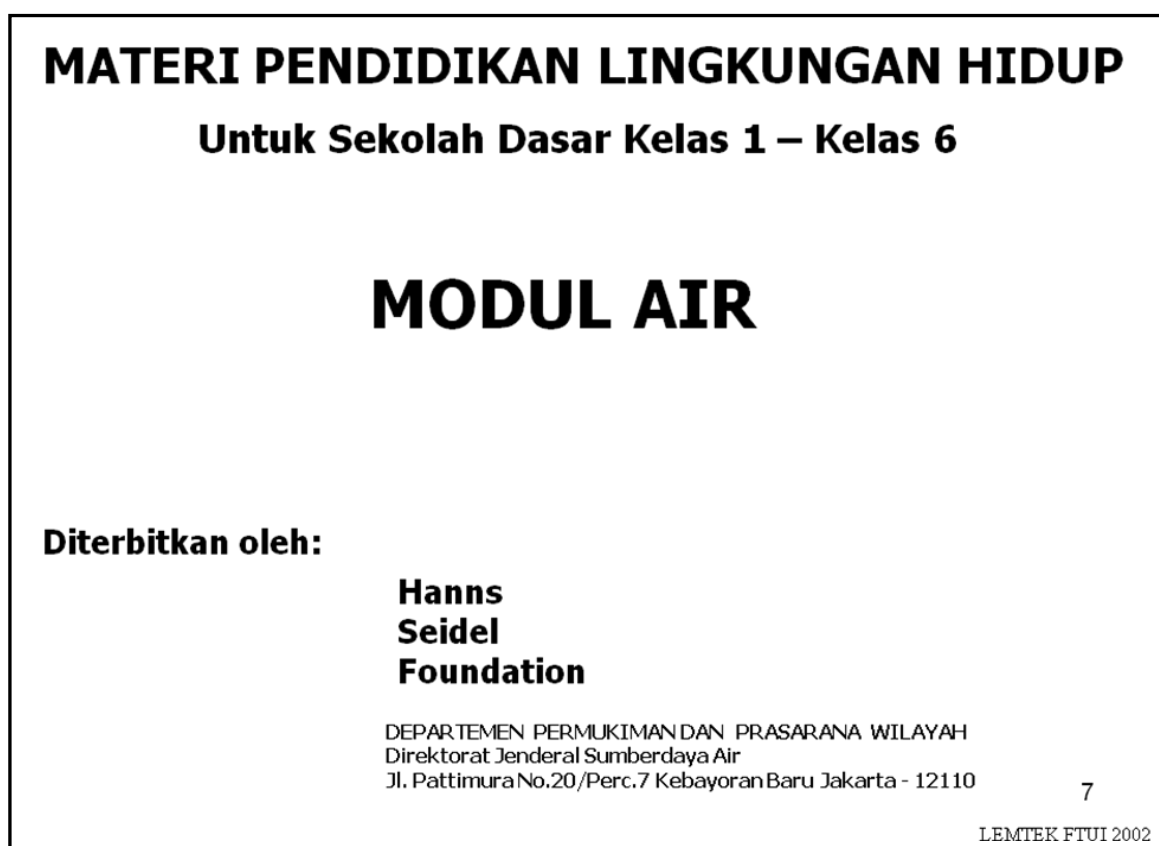 MATERI PENDIDIKAN LINGKUNGAN HIDUP
Untuk Sekolah Dasar Kelas 1 – Kelas 6
MODUL AIR
Diterbitkan oleh:
Hanns
Seidel
Foundation
DEPARTEMEN PERMUKIMAN DAN PRASARANA WILAYAH
Direktorat Jenderal Sumberdaya Air
Jl. Pattimura No.20/Perc.7 Kebayoran Baru Jakarta - 12110
7
LEMTEK FTUI 2002